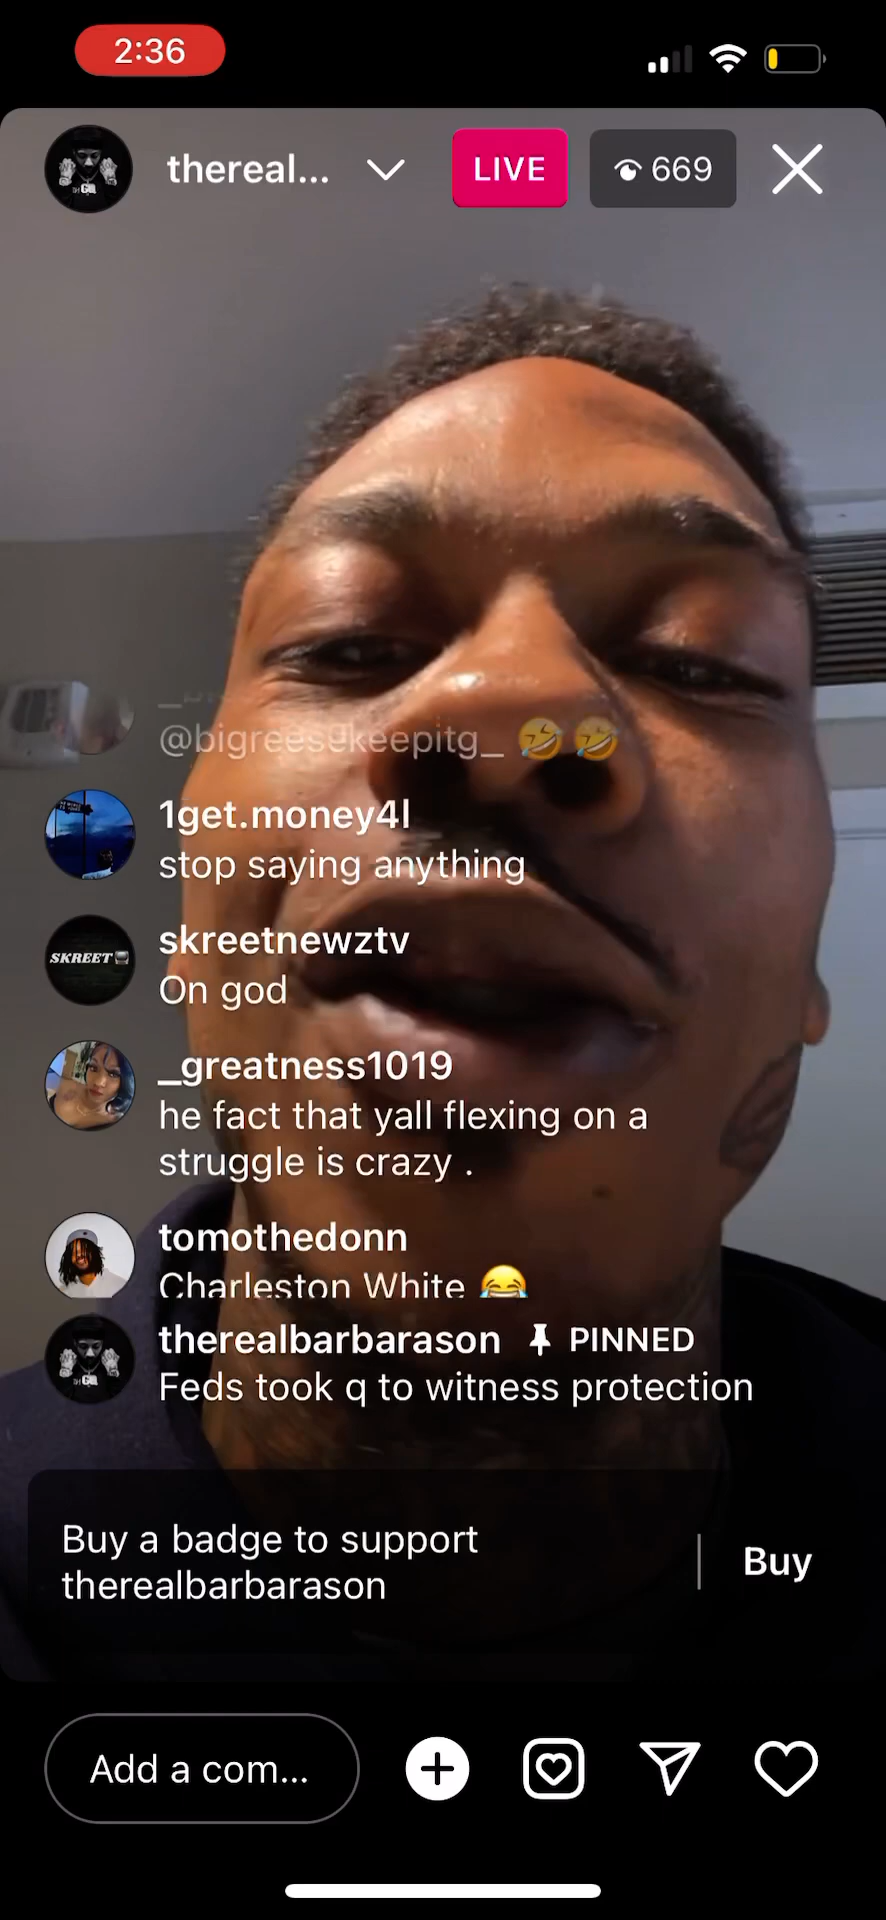 2:36
thereal...
LIVE
669
@bigreesekeepitg_ 🤣🤣
1get.money4l
stop saying anything
SKREET
skreetnewztv
On god
_greatness1019
he fact that yall flexing on a
struggle is crazy .
tomothedonn
Charleston White 😂
therealbarbarason PINNED
Feds took q to witness protection
Buy a badge to support
therealbarbarason
Buy
Add a com...